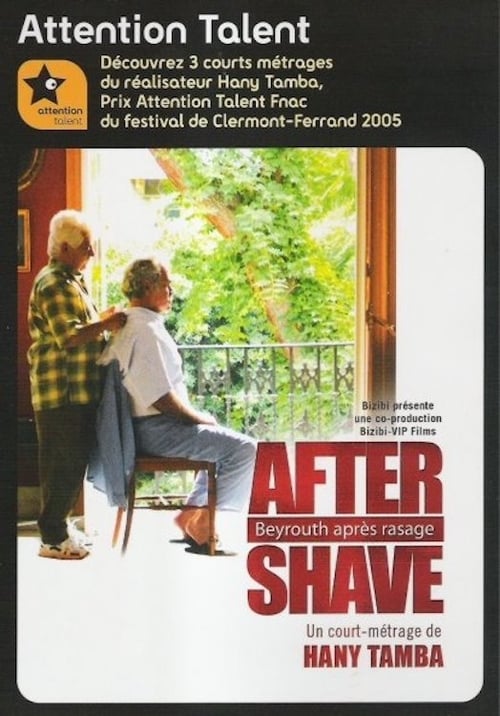 Attention Talent
Découvrez 3 courts métrages
du réalisateur Hany Tamba,
Prix Attention Talent Fnac
du festival de Clermont-Ferrand 2005
attention
talent
Bizibi présente
une co-production
Bizibi-VIP Films
AFTER
Beyrouth après rasage
SHAVE
Un court-métrage de
HANY TAMBA